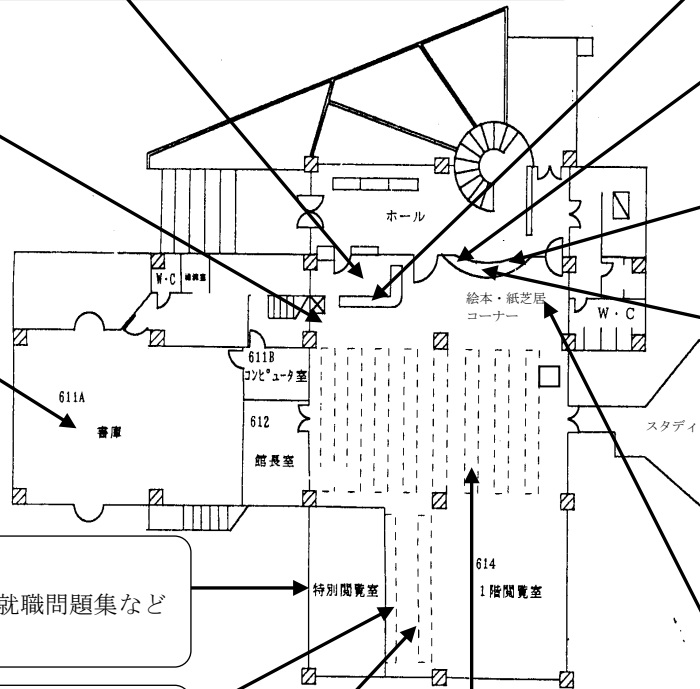 ホール
絵本・紙芝居
コーナー
W・C
W・C
611B
コンピュータ室
611A
書庫
612
館長室
スタディ
614
1階閲覧室
特別閲覧室
就職問題集など